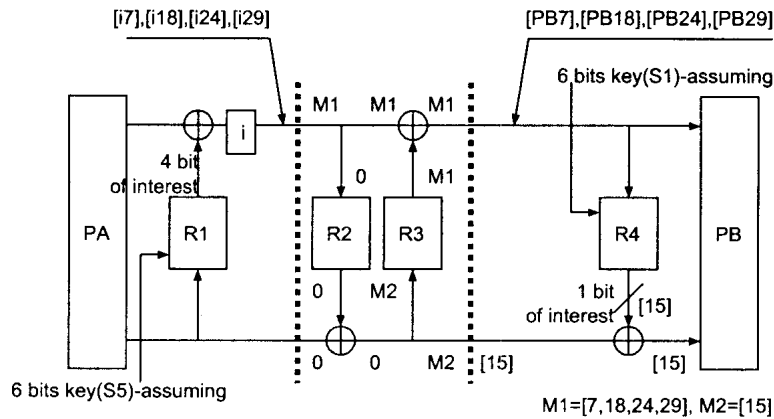 [i7],[i18],[i24],[i29]
[PB7],[PB18],[PB24],[PB29]
6 bits key(S1)-assuming
M1 M1 M1
i
4 bit
of interest
0 M1
PA
R1
R2
R3
R4
PB
0 M2
1 bit
of interest
[15]
0 0 M2 [15] [15]
6 bits key(S5)-assuming
M1=[7,18,24,29], M2=[15]